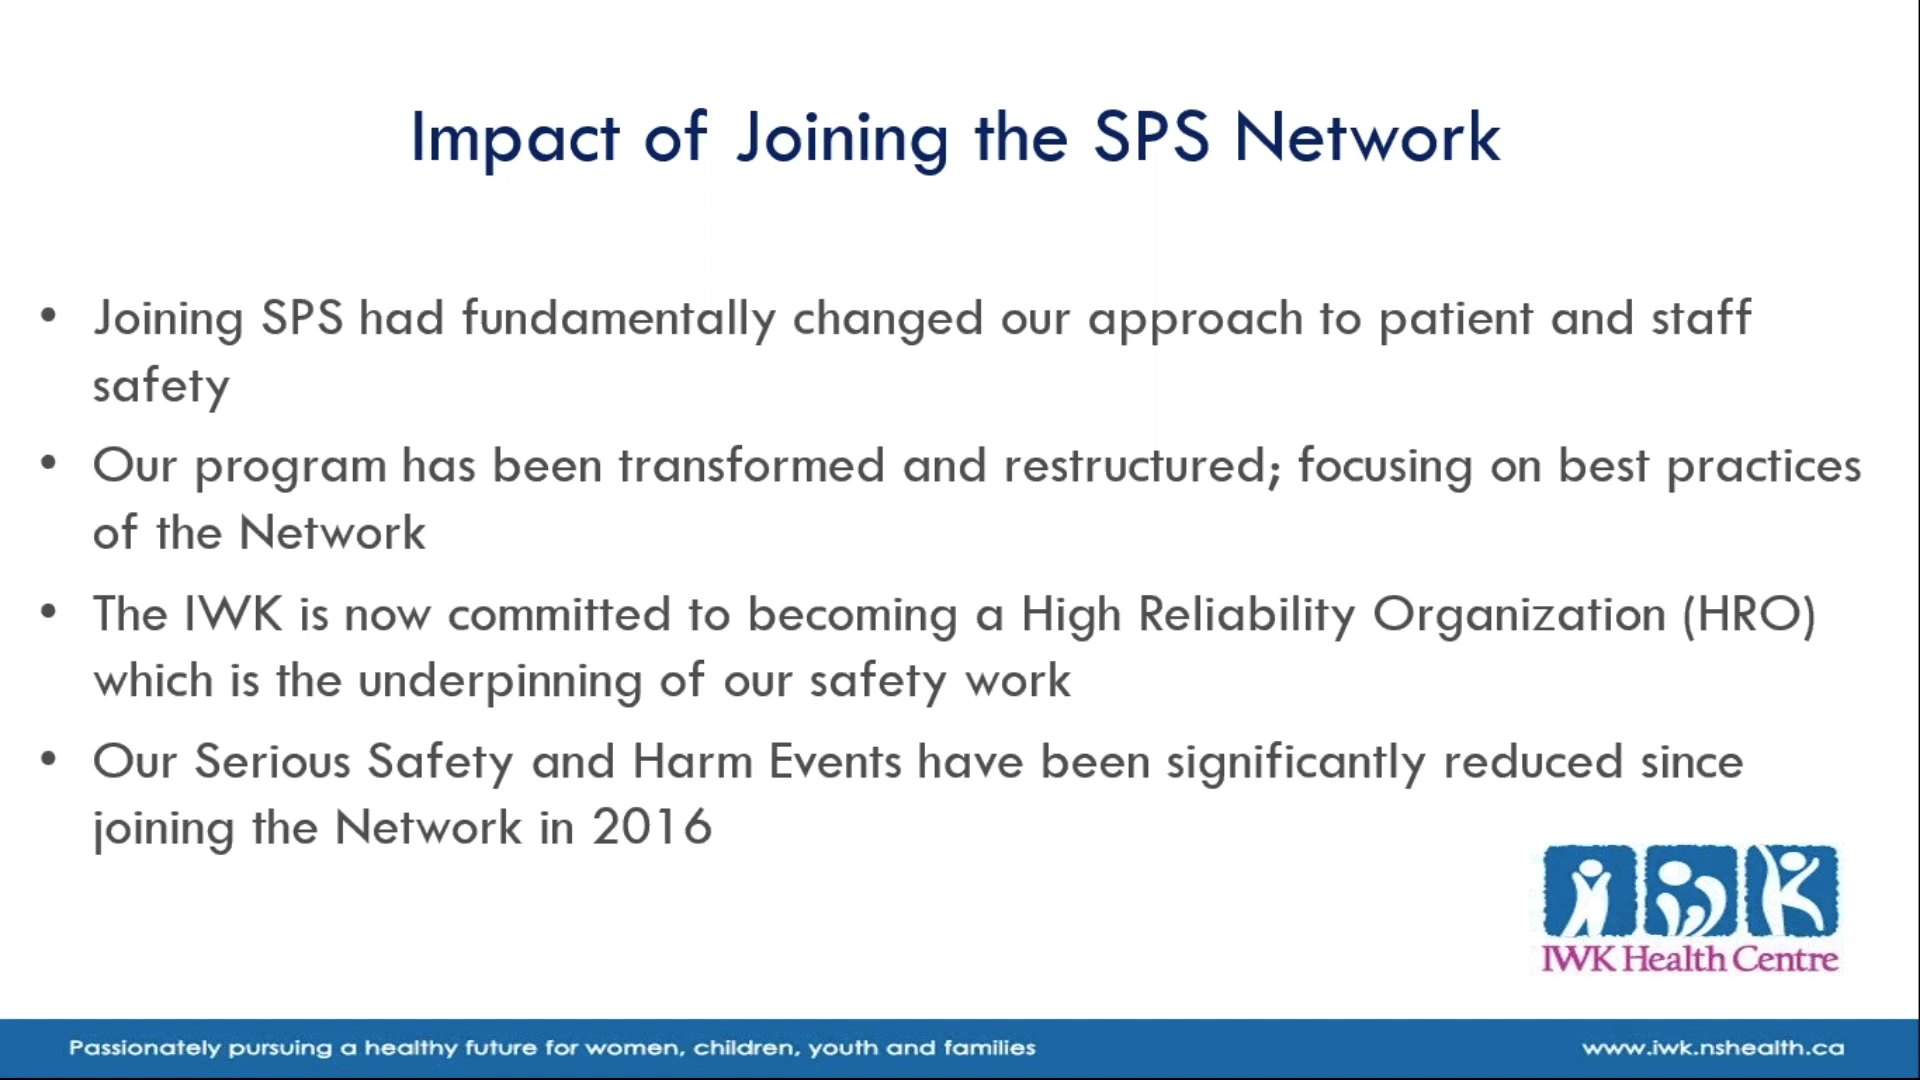 Impact of Joining the SPS Network
• Joining SPS had fundamentally changed our approach to patient and staff
safety
• Our program has been transformed and restructured; focusing on best practices
of the Network
• The IWK is now committed to becoming a High Reliability Organization (HRO)
which is the underpinning of our safety work
• Our Serious Safety and Harm Events have been significantly reduced since
joining the Network in 2016
iwk
IWK Health Centre
Passionately pursuing a healthy future for women, children, youth and families
www.iwk.nshealth.ca